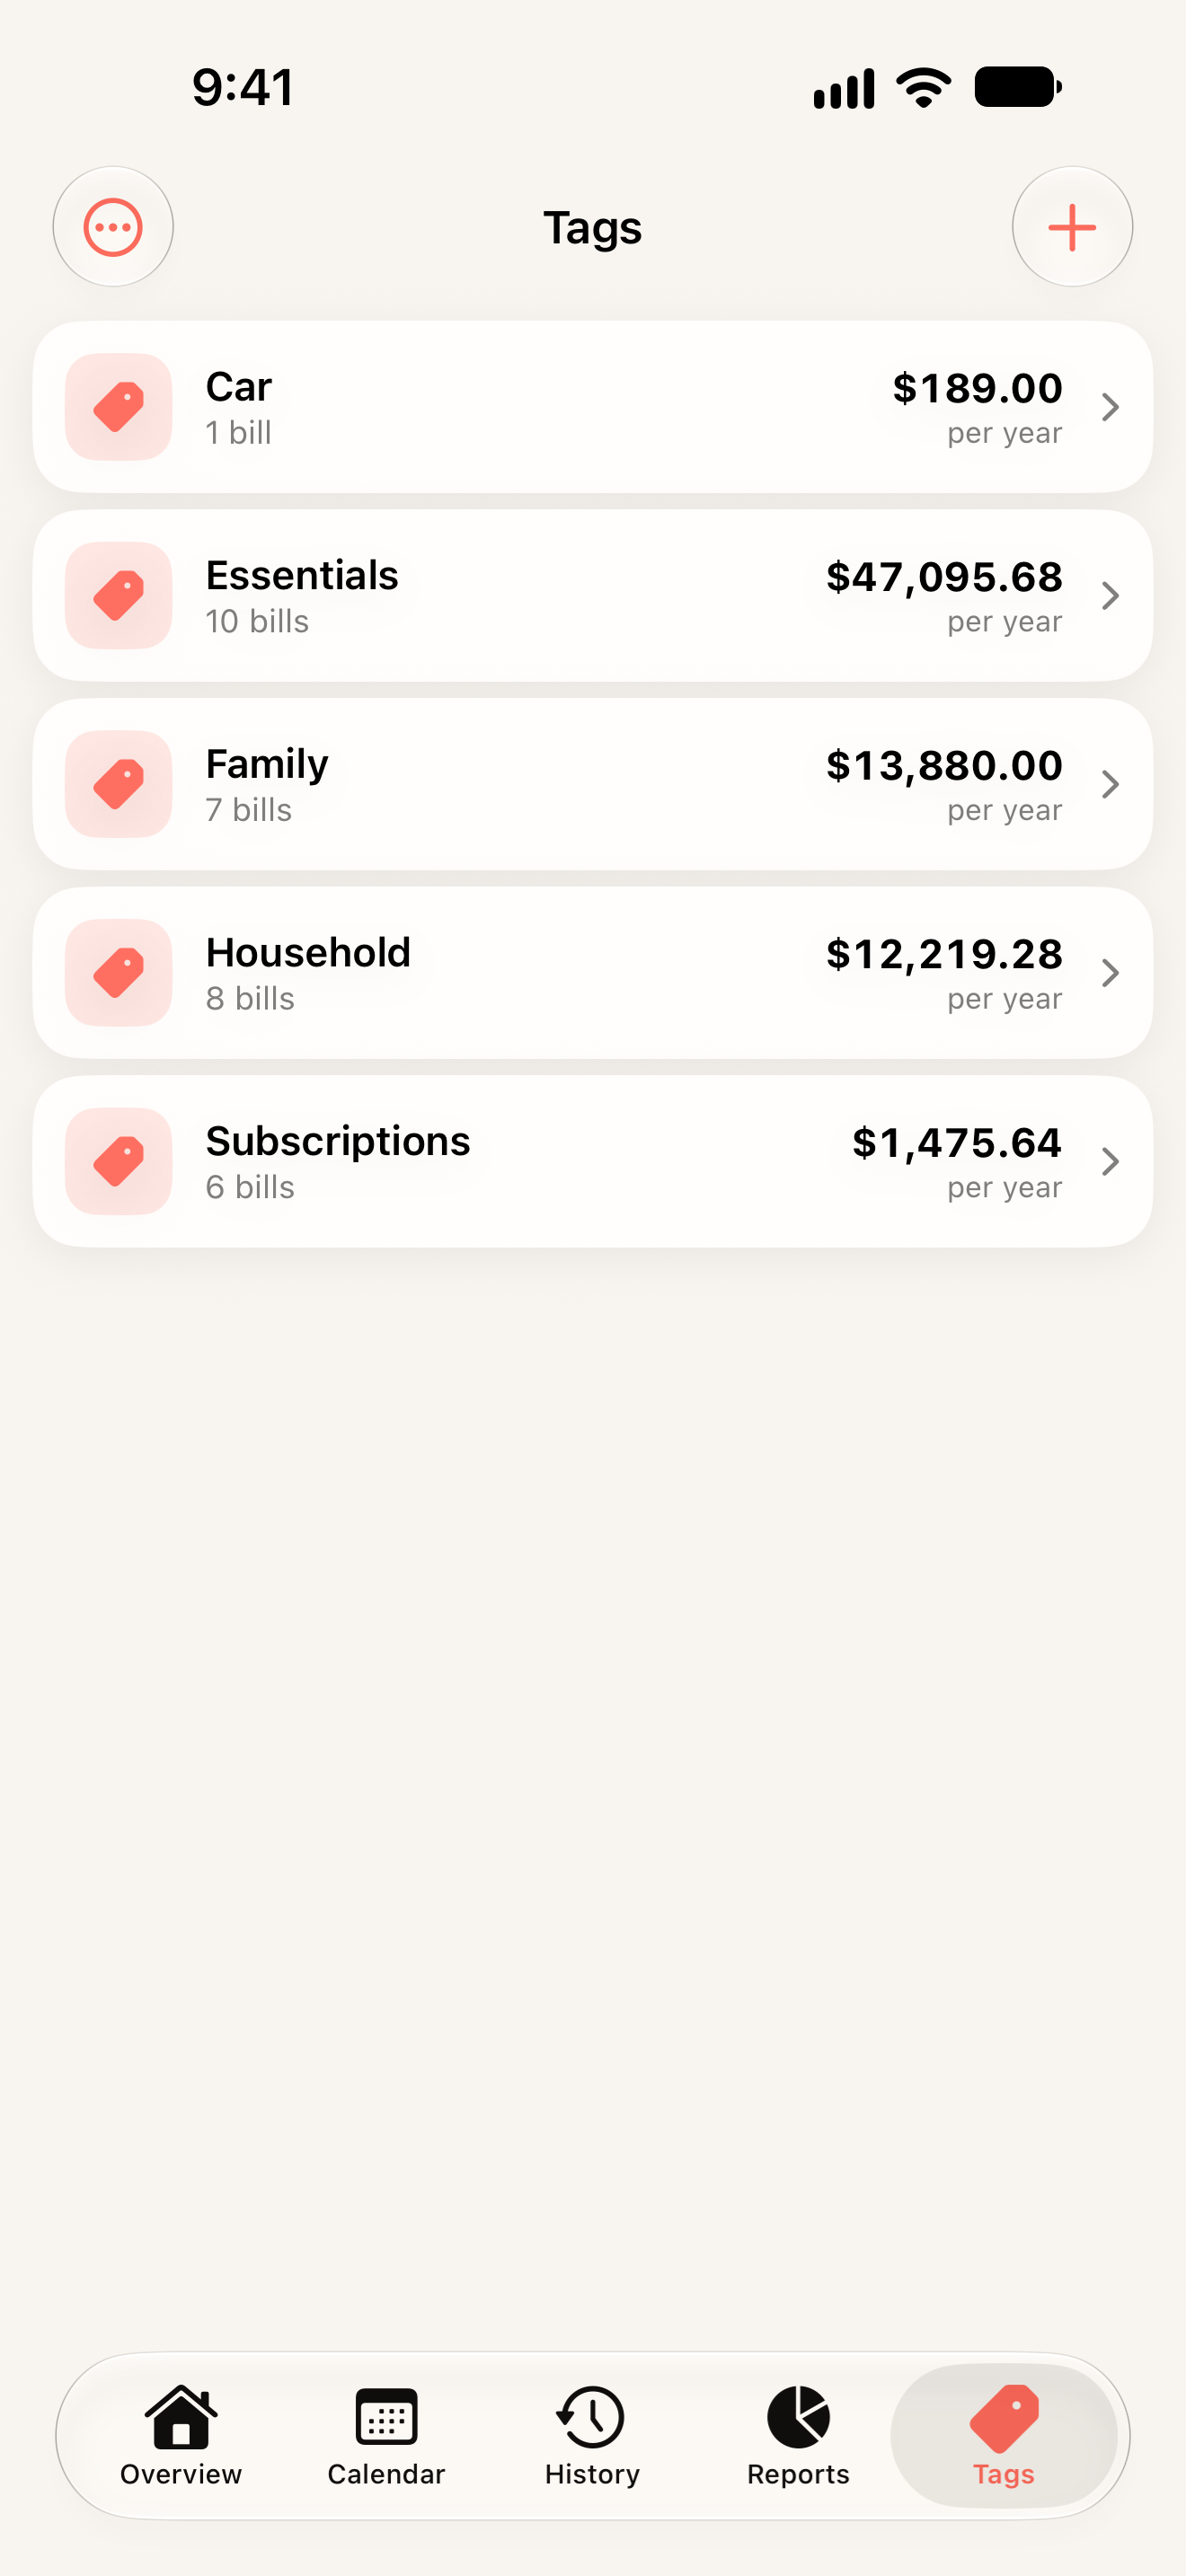 9:41
Tags
Car
1 bill
$189.00
per year
Essentials
10 bills
$47,095.68
per year
Family
7 bills
$13,880.00
per year
Household
8 bills
$12,219.28
per year
Subscriptions
6 bills
$1,475.64
per year
Overview
Calendar
History
Reports
Tags